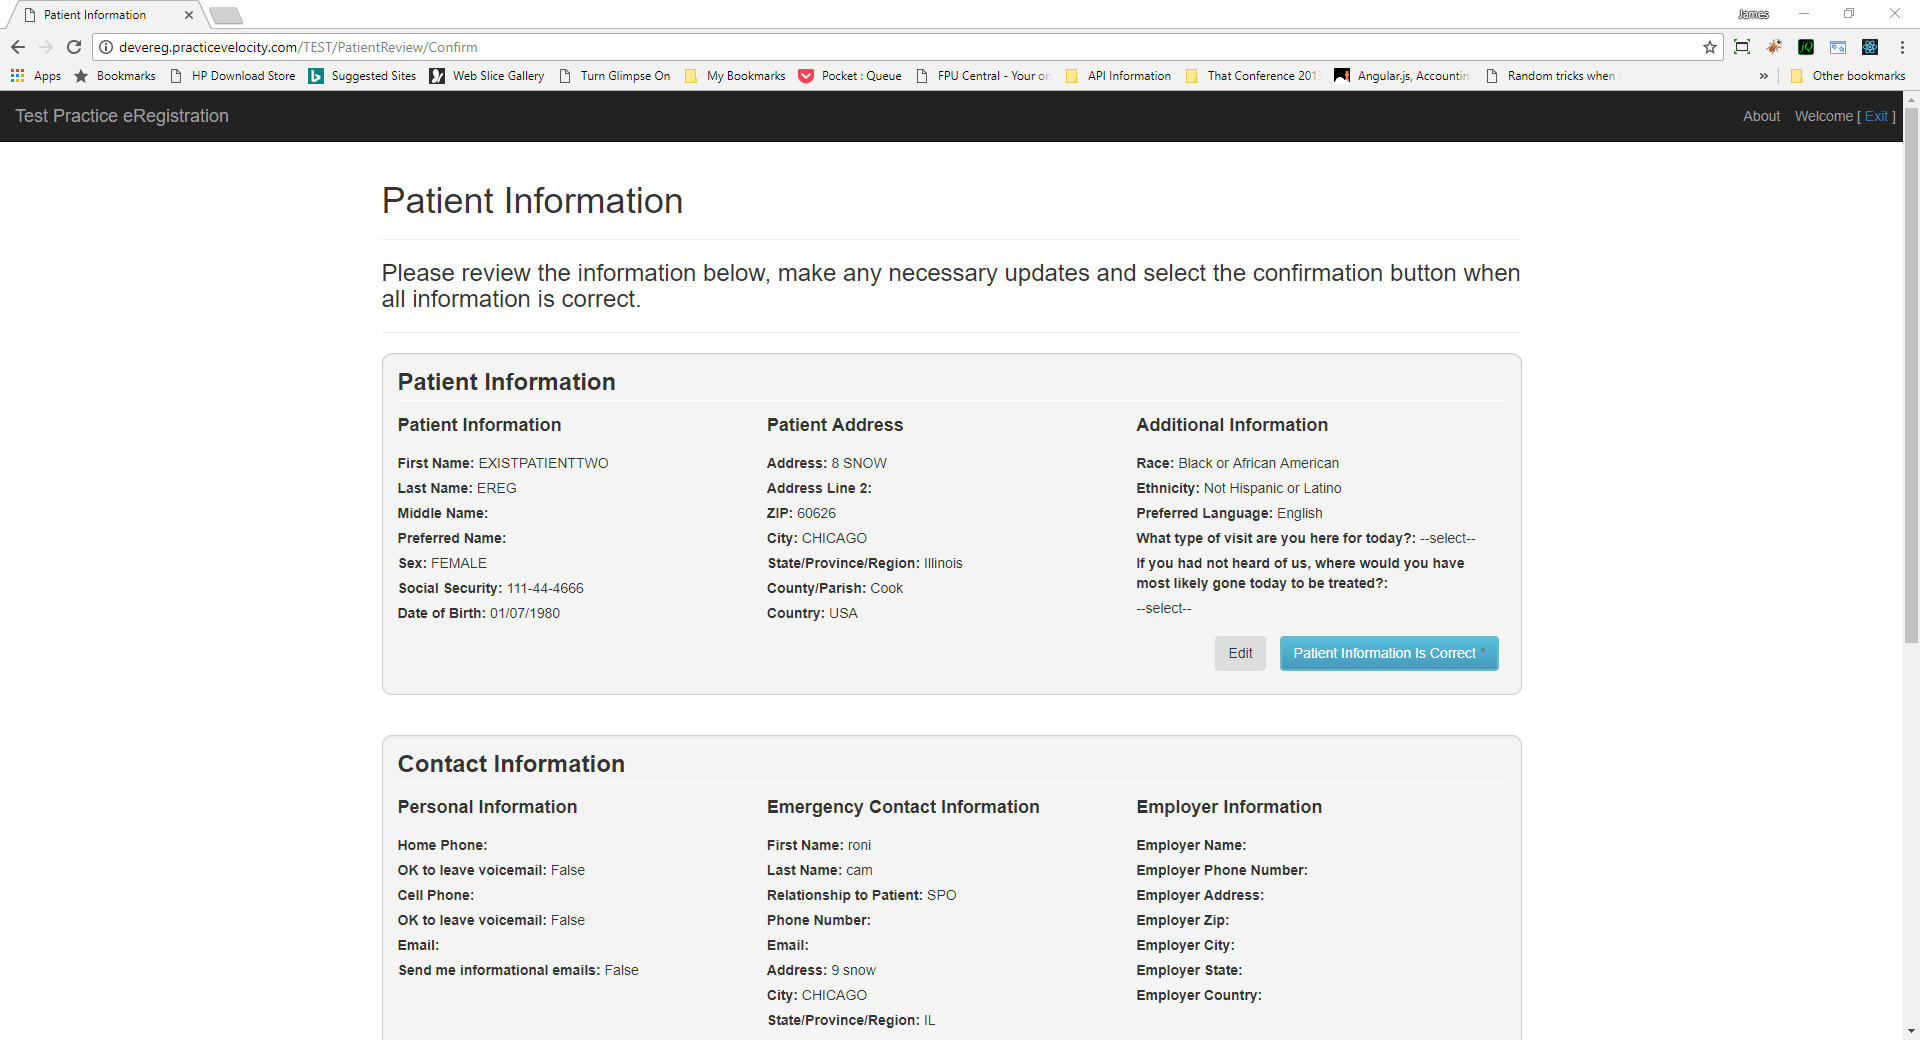 Patient Information
James
devereg.practicevelocity.com/TEST/PatientReview/Confirm
Apps Bookmarks HP Download Store Suggested Sites Web Slice Gallery Turn Glimpse On My Bookmarks Pocket : Queue FPU Central - Your API Information That Conference 201 Angular.js, Random tricks when » Other bookmarks
Test Practice eRegistration About Welcome [ Exit ]
Patient Information
Please review the information below, make any necessary updates and select the confirmation button when
all information is correct.
Patient Information
Patient Information
First Name: EXISTPATIENTTWO
Last Name: EREG
Middle Name:
Preferred Name:
Sex: FEMALE
Social Security: 111-44-4666
Date of Birth: 01/07/1980
Patient Address
Address: 8 SNOW
Address Line 2:
ZIP: 60626
City: CHICAGO
State/Province/Region: Illinois
County/Parish: Cook
Country: USA
Additional Information
Race: Black or African American
Ethnicity: Not Hispanic or Latino
Preferred Language: English
What type of visit are you here for today?: --select--
If you had not heard of us, where would you have
most likely gone today to be treated?:
--select--
Edit Patient Information Is Correct *
Contact Information
Personal Information
Home Phone:
OK to leave voicemail: False
Cell Phone:
OK to leave voicemail: False
Email:
Send me informational emails: False
Emergency Contact Information
First Name: roni
Last Name: cam
Relationship to Patient: SPO
Phone Number:
Email:
Address: 9 snow
City: CHICAGO
State/Province/Region: IL
Employer Information
Employer Name:
Employer Phone Number:
Employer Address:
Employer Zip:
Employer City:
Employer State:
Employer Country: